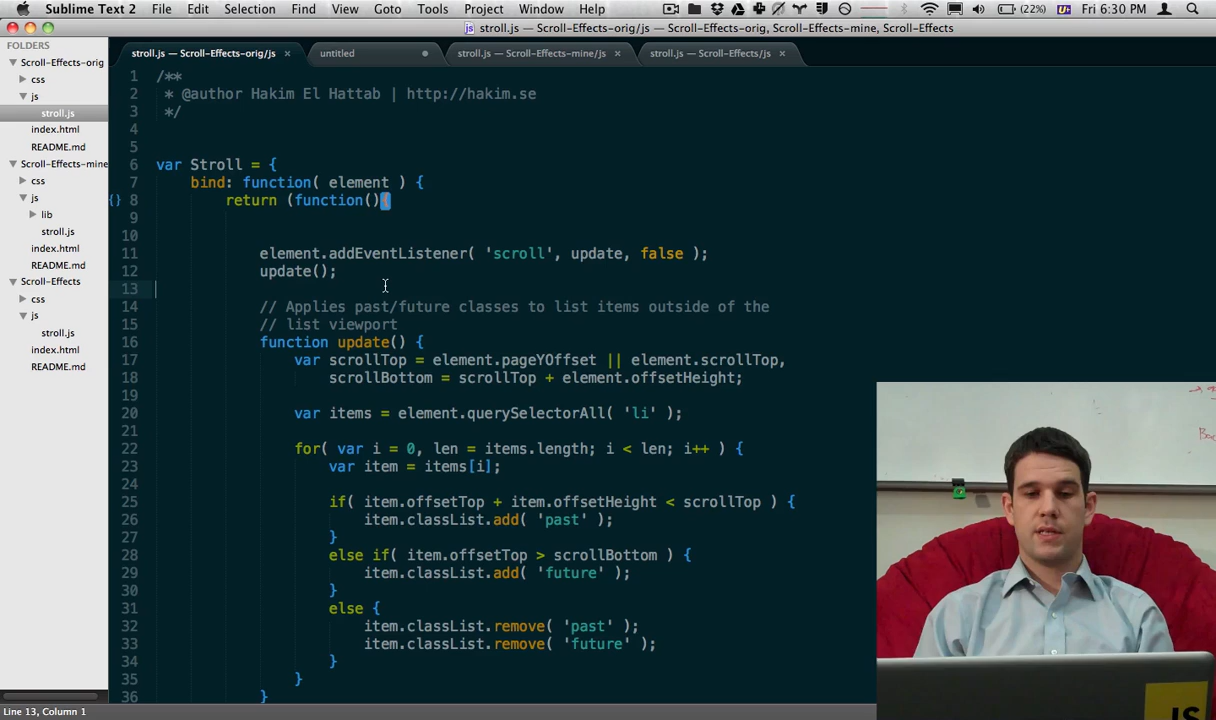 Sublime Text 2 File Edit Selection Find View Goto Tools Project Window Help (22%) Fri 6:30 PM
stroll.js — Scroll-Effects-orig/js — Scroll-Effects-orig, Scroll-Effects-mine, Scroll-Effects
FOLDERS
Scroll-Effects-orig
css
js
stroll.js
index.html
README.md
Scroll-Effects-mine
css
js
lib
stroll.js
index.html
README.md
Scroll-Effects
css
js
stroll.js
index.html
README.md
stroll.js — Scroll-Effects-orig/js × untitled stroll.js — Scroll-Effects-mine/js × stroll.js — Scroll-Effects/js ×
1 /**
2 * @author Hakim El Hattab | http://hakim.se
3 */
4
5
6 var Stroll = {
7 bind: function( element ) {
{} 8 return (function(){
9
10
11 element.addEventListener( 'scroll', update, false );
12 update();
13
14 // Applies past/future classes to list items outside of the
15 // list viewport
16 function update() {
17 var scrollTop = element.pageYOffset || element.scrollTop,
18 scrollBottom = scrollTop + element.offsetHeight;
19
20 var items = element.querySelectorAll( 'li' );
21
22 for( var i = 0, len = items.length; i < len; i++ ) {
23 var item = items[i];
24
25 if( item.offsetTop + item.offsetHeight < scrollTop ) {
26 item.classList.add( 'past' );
27 }
28 else if( item.offsetTop > scrollBottom ) {
29 item.classList.add( 'future' );
30 }
31 else {
32 item.classList.remove( 'past' );
33 item.classList.remove( 'future' );
34 }
35 }
36 }
Line 13, Column 1
JS